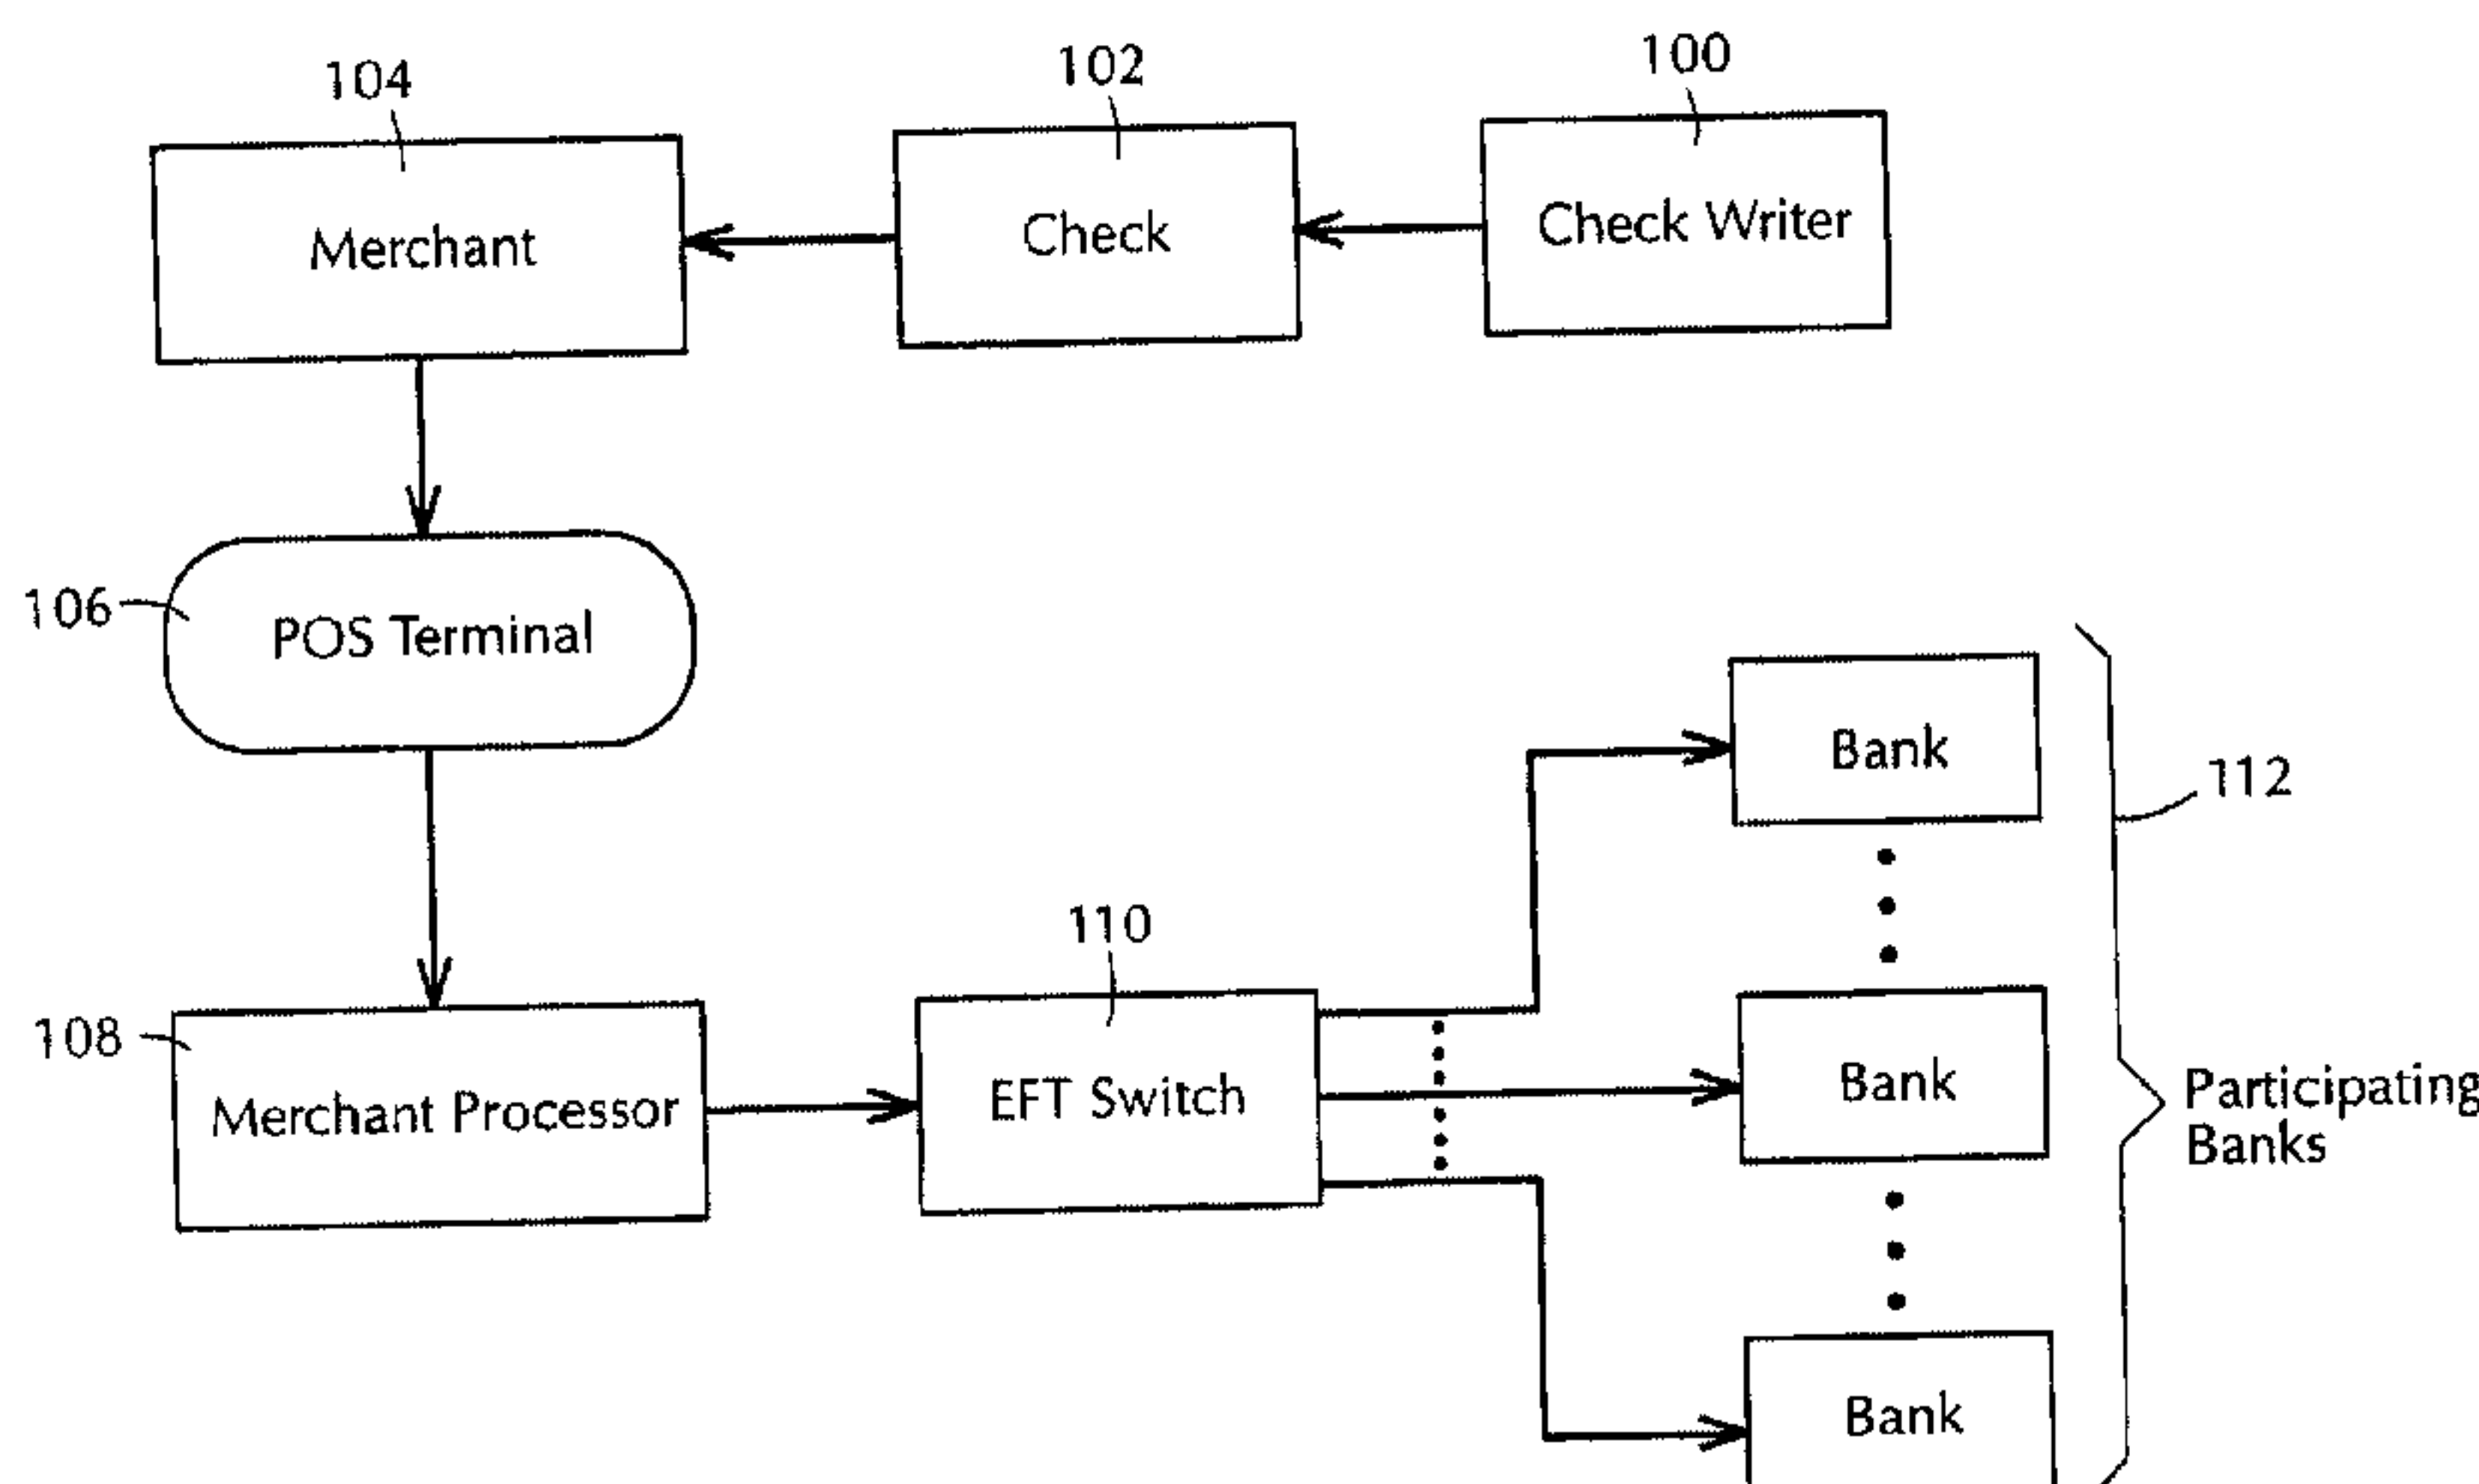 104
102
100
Merchant
Check
Check Writer
106
POS Terminal
Bank
112
110
108
Merchant Processor
EFT Switch
Bank
Participating
Banks
Bank